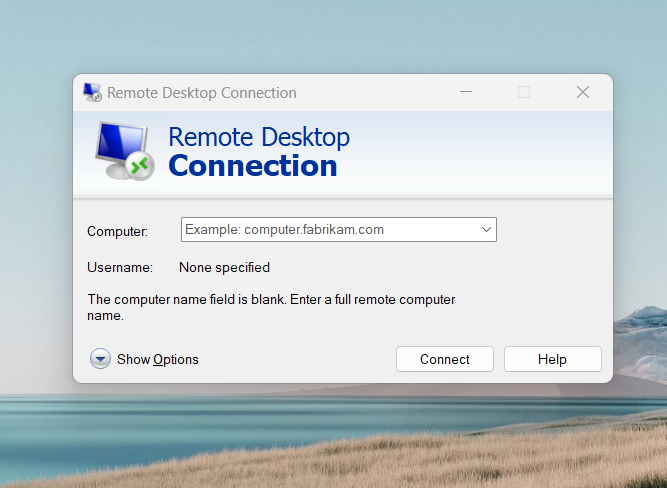 Remote Desktop Connection
Remote Desktop
Connection
Computer:
Example: computer.fabrikam.com
Username:
None specified
The computer name field is blank. Enter a full remote computer
name.
Show Options
Connect
Help